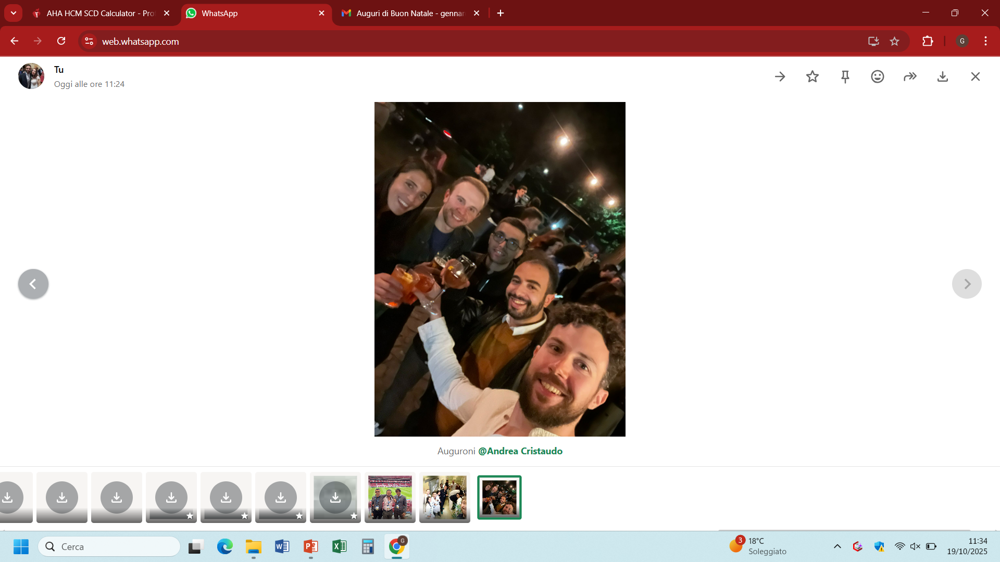 AHA HCM SCD Calculator - Pro
WhatsApp
Auguri di Buon Natale - genna
web.whatsapp.com
G
Tu
Oggi alle ore 11:24
Auguroni @Andrea Cristaudo
Cerca
G
3
18°C
Soleggiato
11:34
19/10/2025